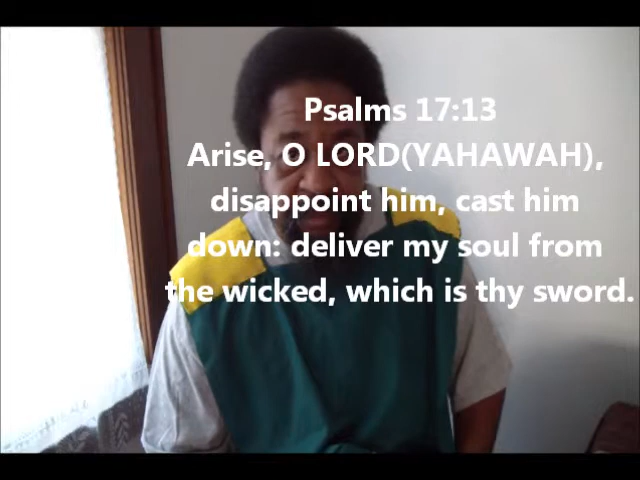 Psalms 17:13
Arise, O LORD(YAHAWAH),
disappoint him, cast him
down: deliver my soul from
the wicked, which is thy sword.